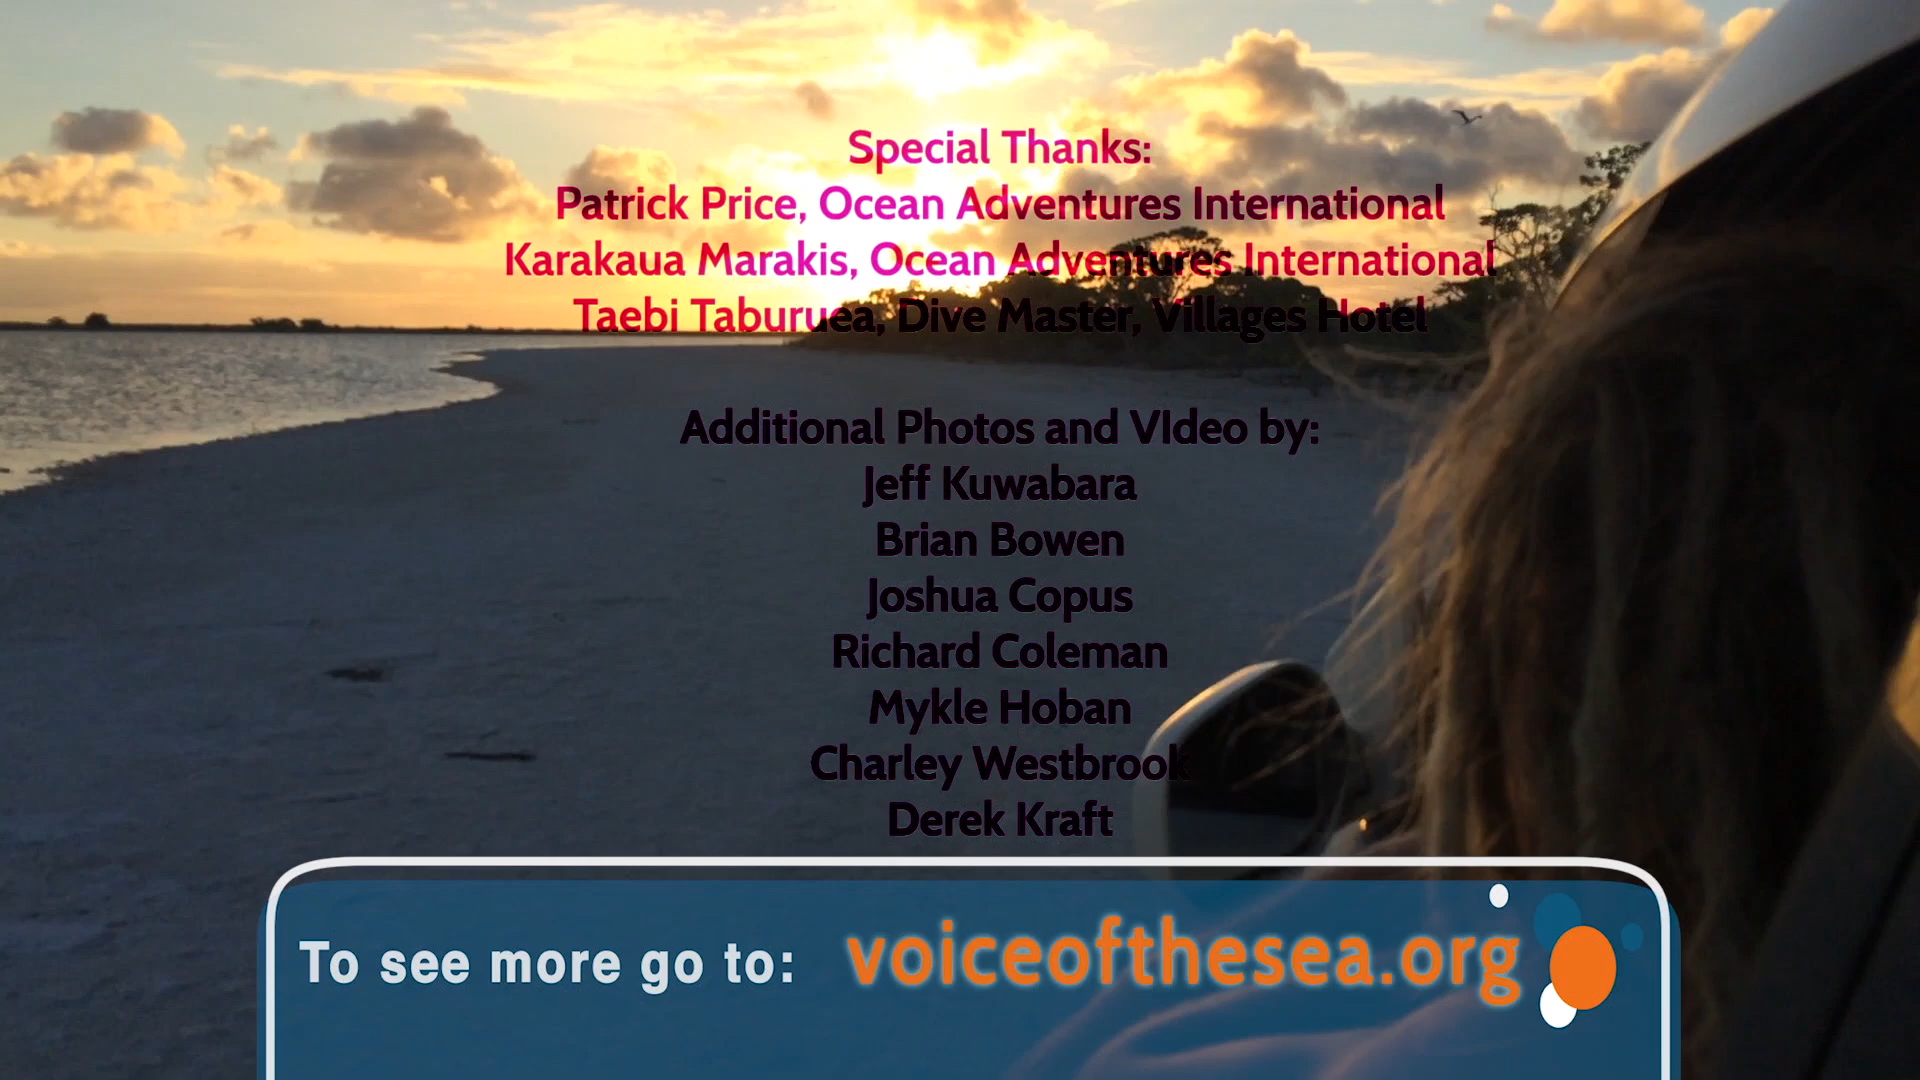 Special Thanks:
Patrick Price, Ocean Adventures International
Karakaua Marakis, Ocean Adventures International
Taebi Taburuea, Dive Master, Villages Hotel
Additional Photos and VIdeo by:
Jeff Kuwabara
Brian Bowen
Joshua Copus
Richard Coleman
Mykle Hoban
Charley Westbrook
Derek Kraft
To see more go to: voiceofthesea.org